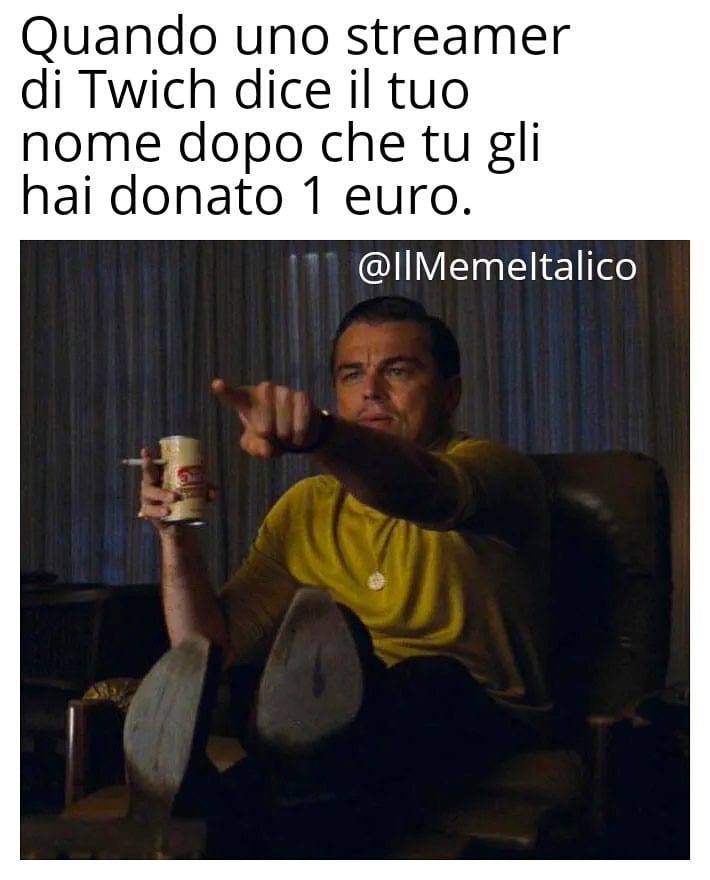 Quando uno streamer
di Twich dice il tuo
nome dopo che tu gli
hai donato 1 euro.
@IlMemeItalico